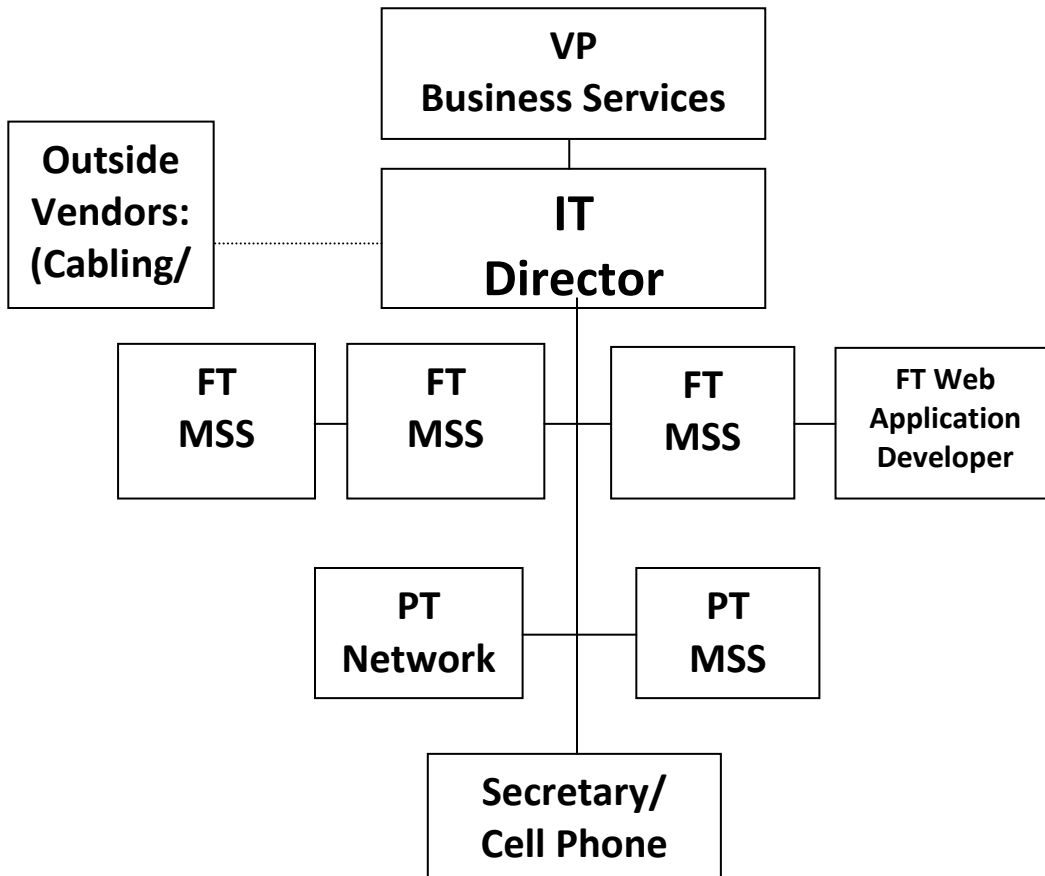 VP
Business Services
Outside
Vendors:
(Cabling/
IT
Director
FT
MSS
FT
MSS
FT
MSS
FT Web
Application
Developer
PT
Network
PT
MSS
Secretary/
Cell Phone